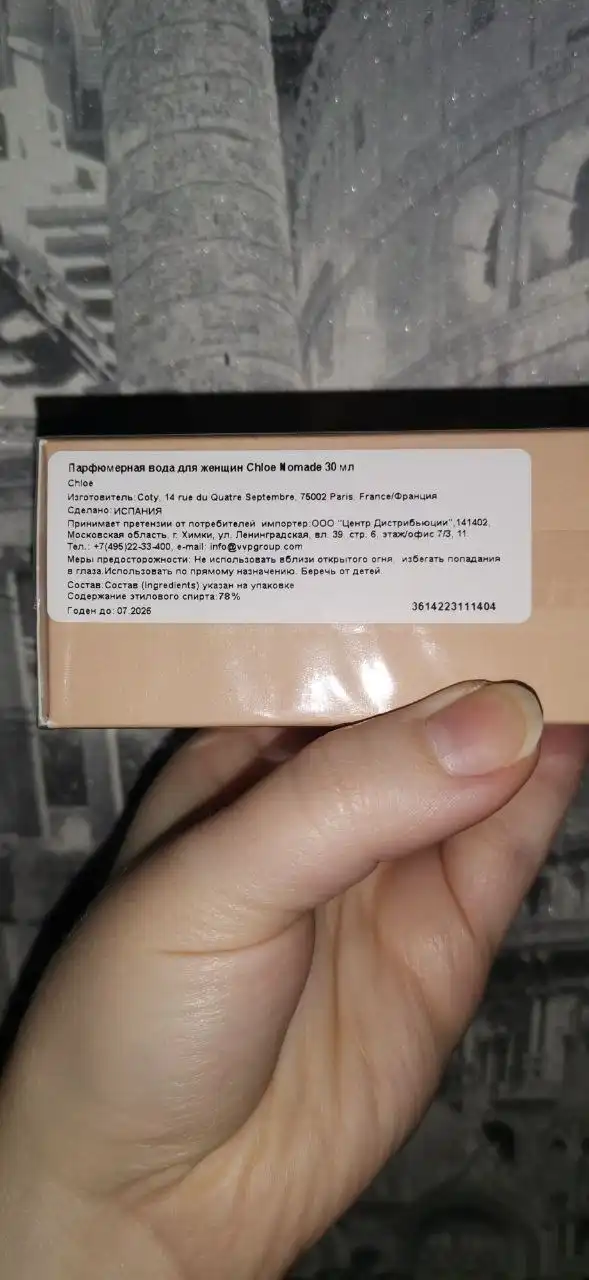 Парфюмерная вода для женщин Chloe Nomade 30 мл
Chloe
Изготовитель:Coty, 14 rue du Quatre Septembre, 75002 Paris, France/Франция
Сделано: ИСПАНИЯ
Принимает претензии от потребителей импортер:ООО "Центр Дистрибьюции",141402,
Московская область, г. Химки, ул. Ленинградская, вл. 39, стр. 6, этаж/офис 7/3, 11
Тел.: +7(495)22-33-400, e-mail: info@vvpgroup.com
Меры предосторожности: Не использовать вблизи открытого огня, избегать попадания
в глаза.Использовать по прямому назначению. Беречь от детей.
Состав:Состав (Ingredients) указан на упаковке
Содержание этилового спирта:78%
Годен до: 07.2026
3614223111404